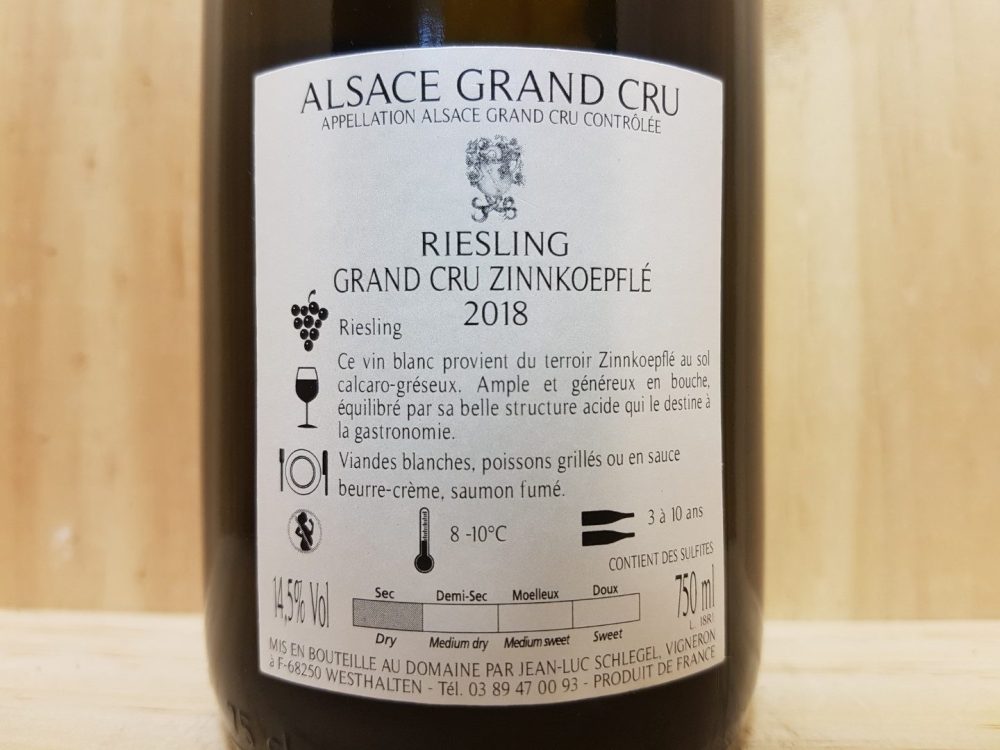 ALSACE GRAND CRU
APPELLATION ALSACE GRAND CRU CONTRÔLÉE
RIESLING
GRAND CRU ZINNKOEPFLÉ
2018
Riesling
Ce vin blanc provient du terroir Zinnkoepflé au sol
calcaro-gréseux. Ample et généreux en bouche,
équilibré par sa belle structure acide qui le destine à
la gastronomie.
Viandes blanches, poissons grillés ou en sauce
beurre-crème, saumon fumé.
8 -10°C
3 à 10 ans
CONTIENT DES SULFITES
14,5% Vol
Sec Demi-Sec Moelleux Doux
Dry Medium dry Medium sweet Sweet
750 ml
L. 18R1
MIS EN BOUTEILLE AU DOMAINE PAR JEAN-LUC SCHLEGEL, VIGNERON
à F-68250 WESTHALTEN - Tél. 03 89 47 00 93 - PRODUIT DE FRANCE
75 cl